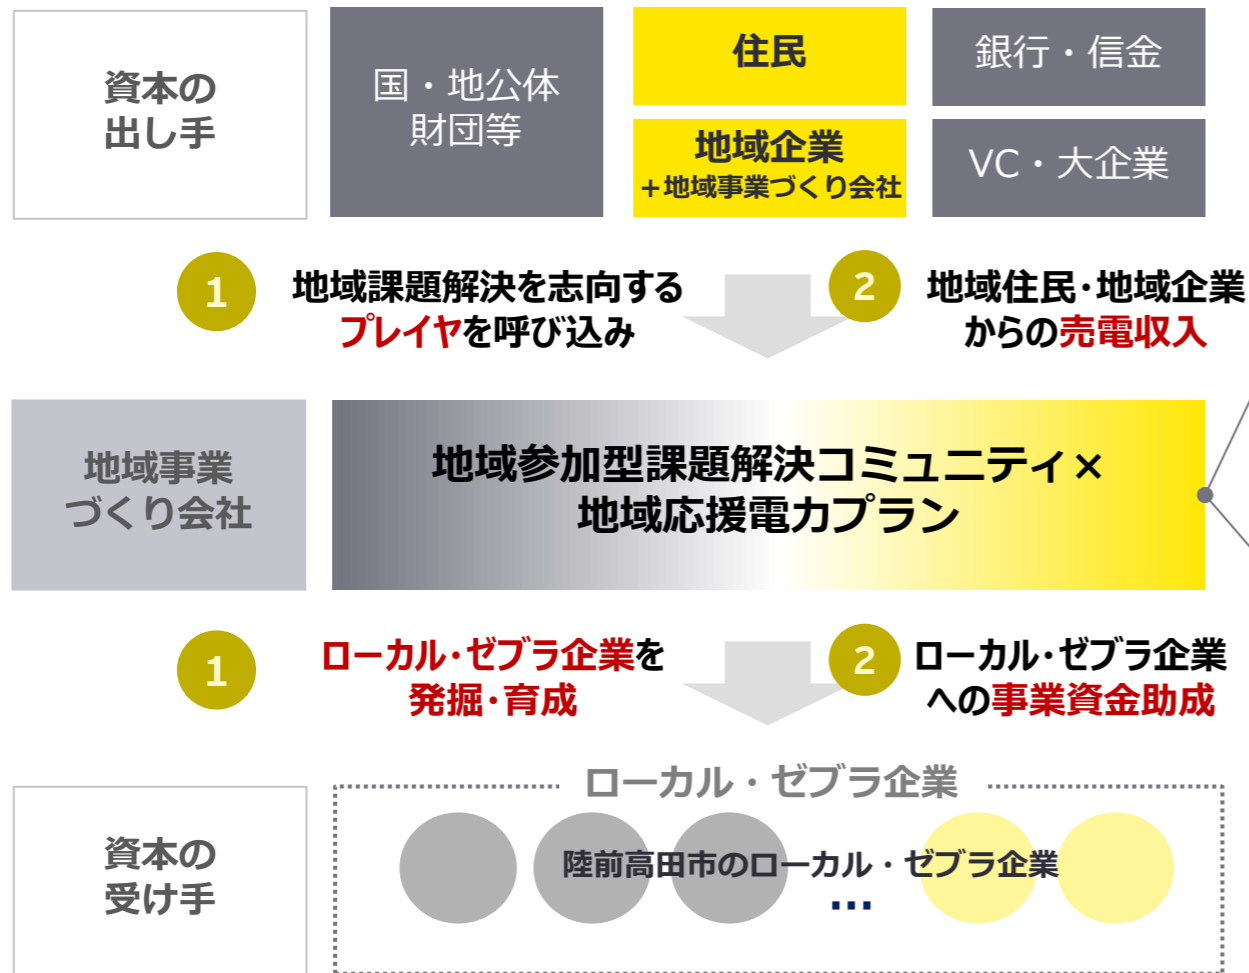 資本の
出し手
国・地公体
財団等
住民
地域企業
＋地域事業づくり会社
銀行・信金
VC・大企業
1
地域課題解決を志向する
プレイヤを呼び込み
2
地域住民・地域企業
からの売電収入
地域事業
づくり会社
地域参加型課題解決コミュニティ×
地域応援電力プラン
1
ローカル・ゼブラ企業を
発掘・育成
2
ローカル・ゼブラ企業
への事業資金助成
資本の
受け手
ローカル・ゼブラ企業
陸前高田市のローカル・ゼブラ企業
…